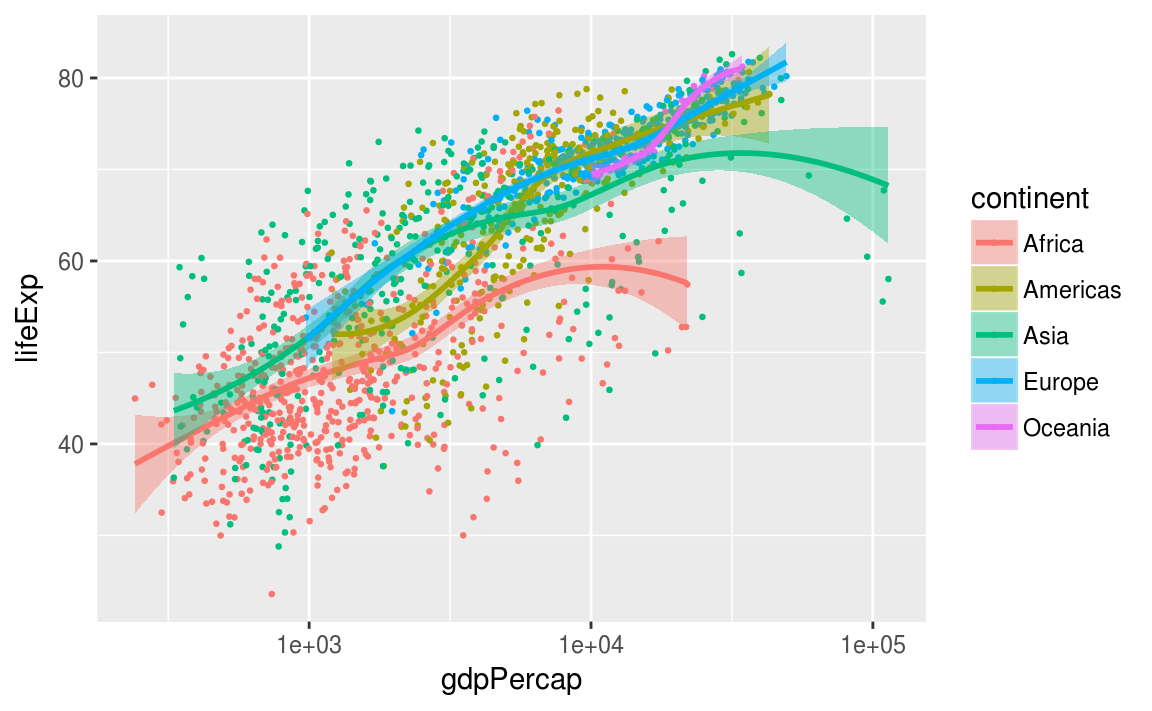 lifeExp
80
60
40
1e+03
1e+04
1e+05
gdpPercap
continent
Africa
Americas
Asia
Europe
Oceania